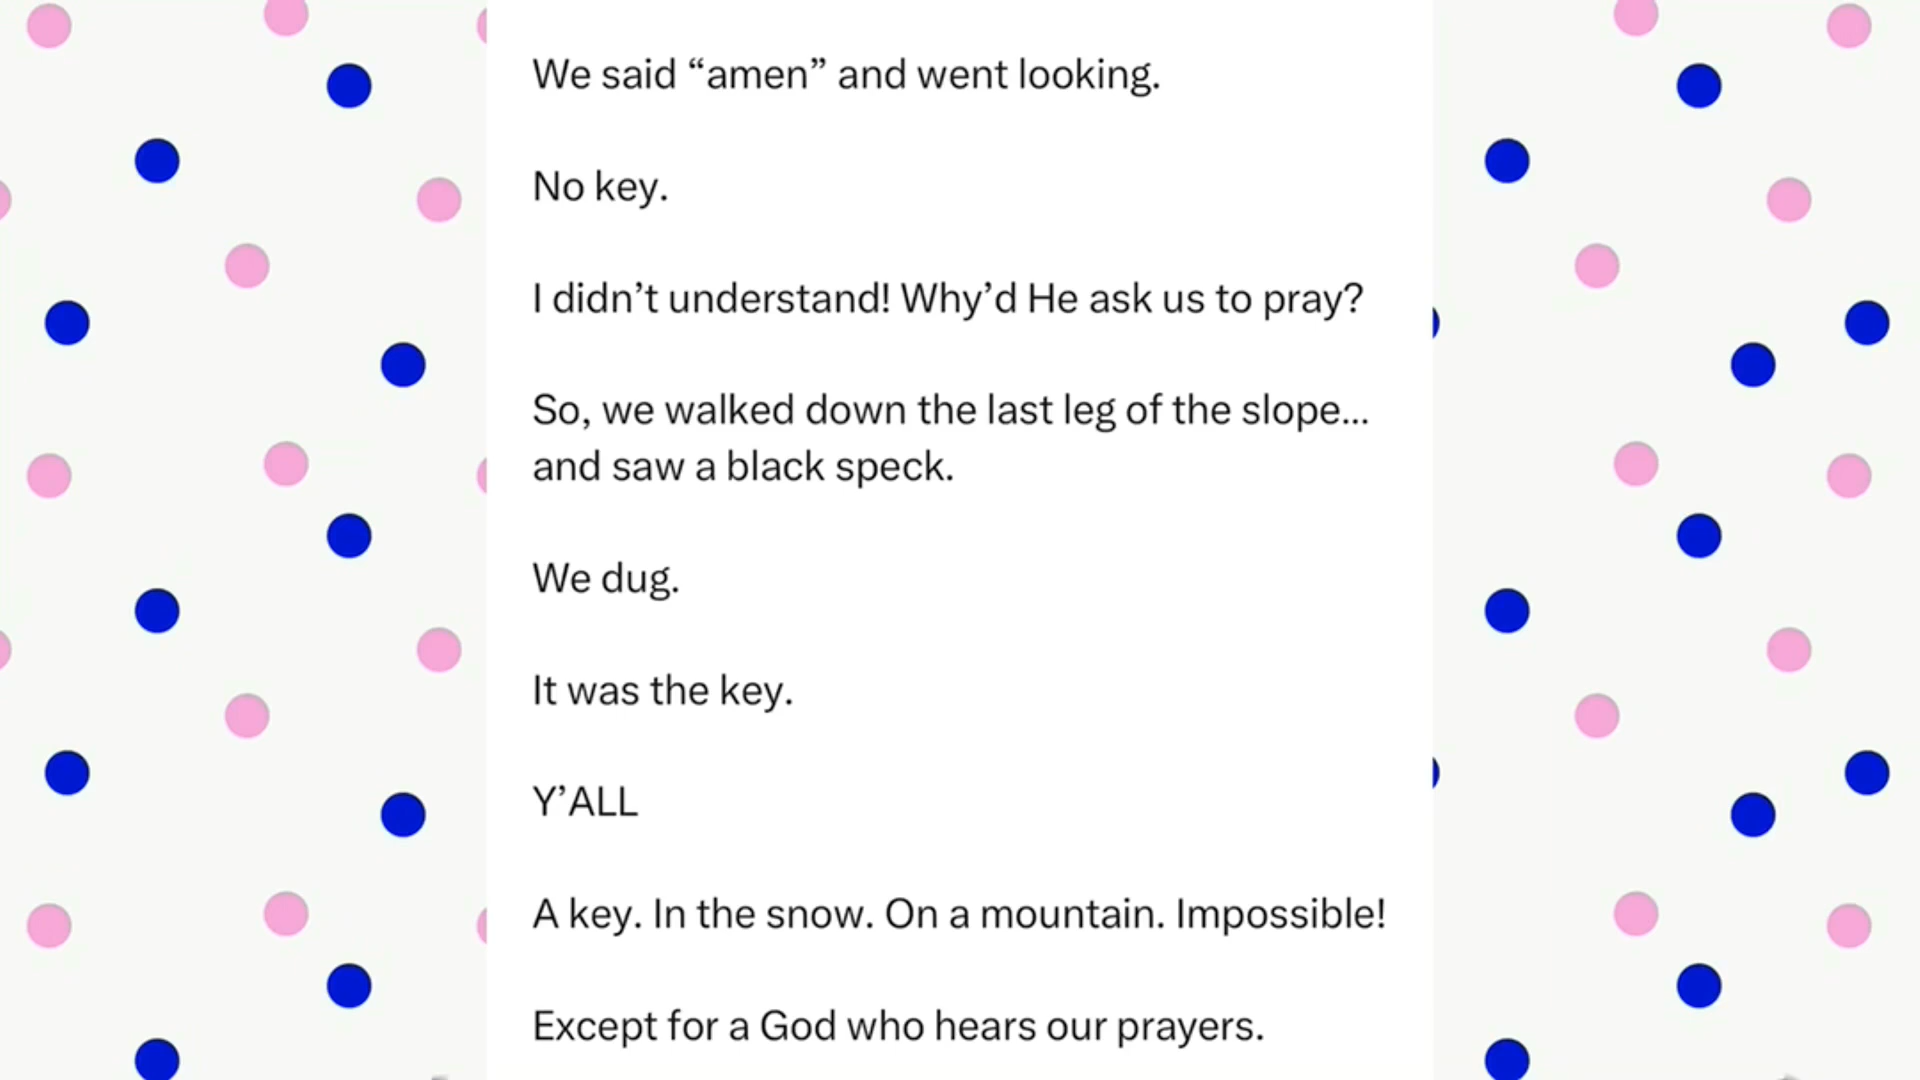 We said “amen” and went looking.
No key.
I didn’t understand! Why’d He ask us to pray?
So, we walked down the last leg of the slope…
and saw a black speck.
We dug.
It was the key.
Y’ALL
A key. In the snow. On a mountain. Impossible!
Except for a God who hears our prayers.